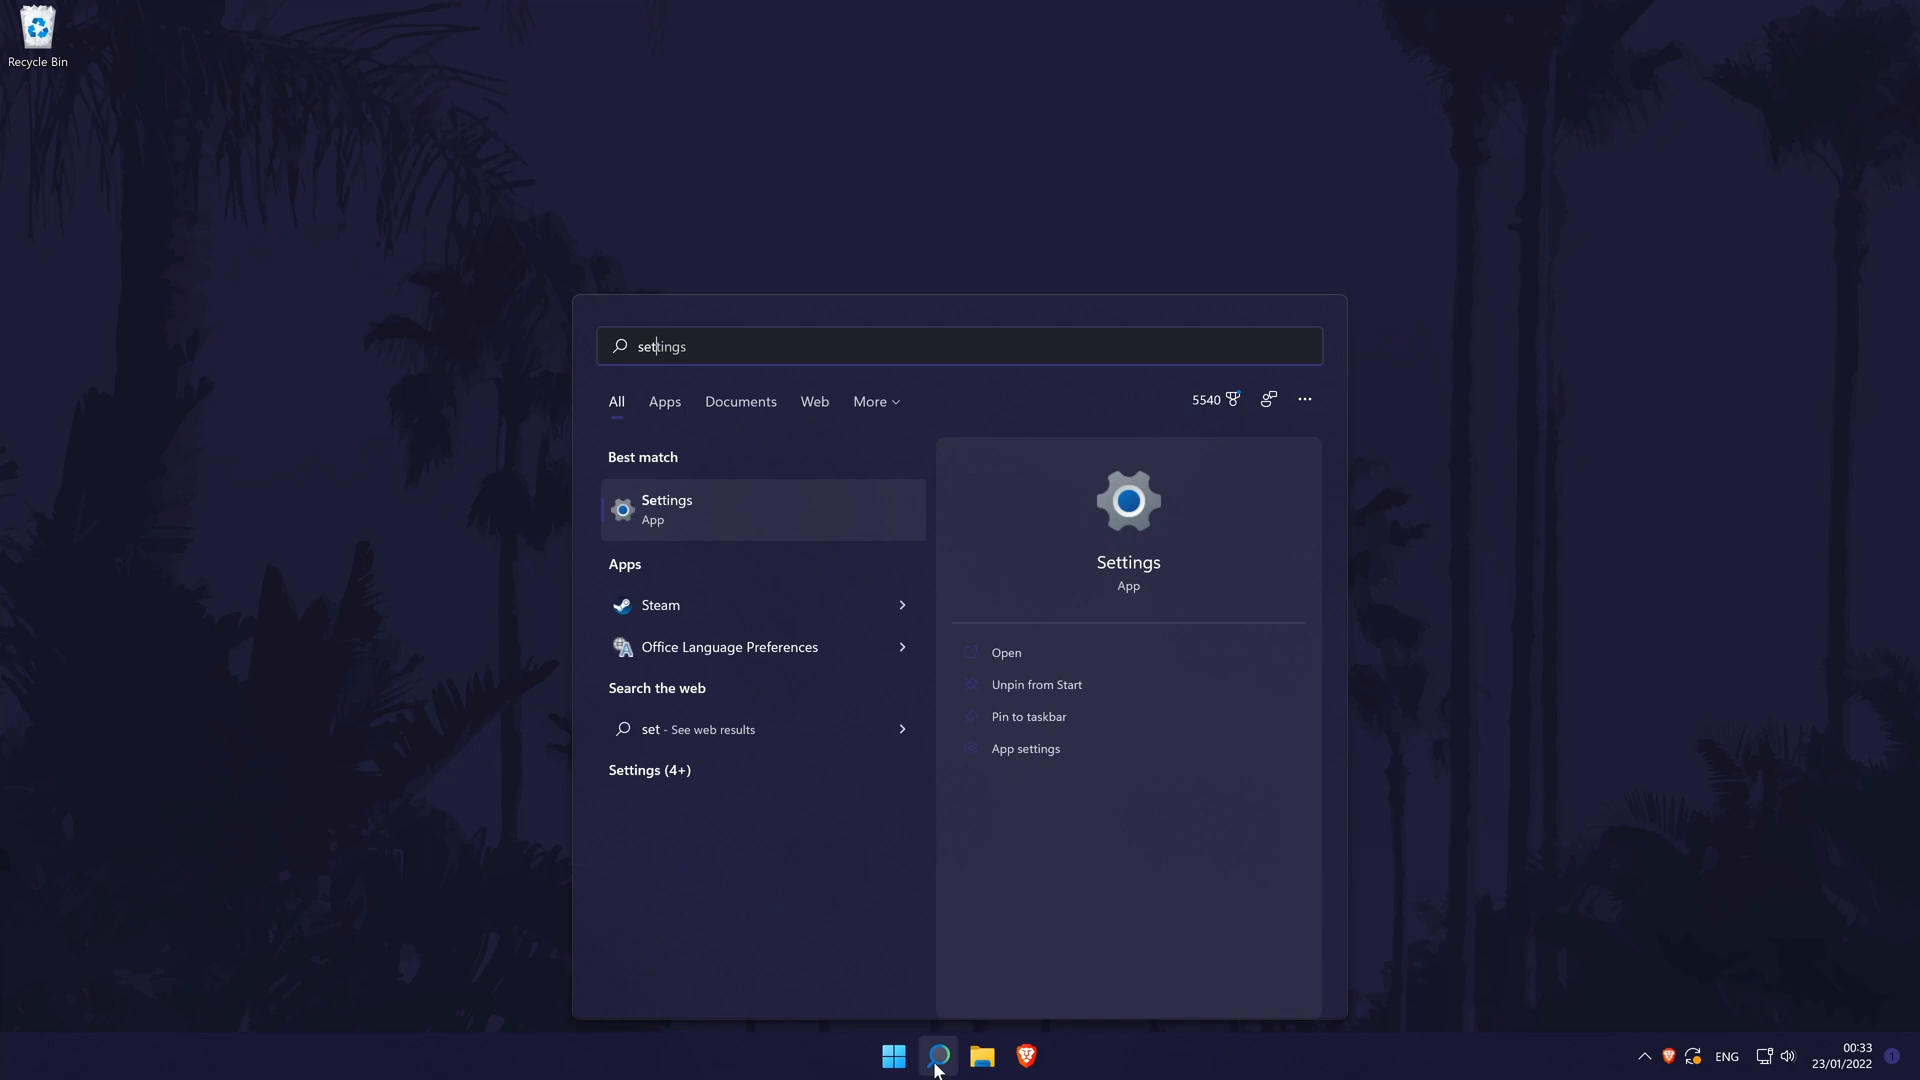 Recycle Bin
settings
All Apps Documents Web More
5540
Best match
Settings
App
Apps
Steam
Office Language Preferences
Search the web
set - See web results
Settings (4+)
Settings
App
Open
Unpin from Start
Pin to taskbar
App settings
ENG
00:33
23/01/2022
1